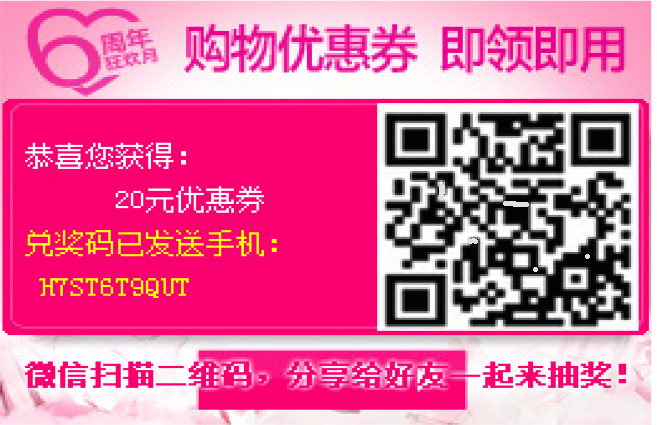 6周年
狂欢月
购物优惠券 即领即用
恭喜您获得：
20元优惠券
兑奖码已发送手机：
H7ST6T9QUT
微信扫描二维码，分享给好友一起来抽奖！